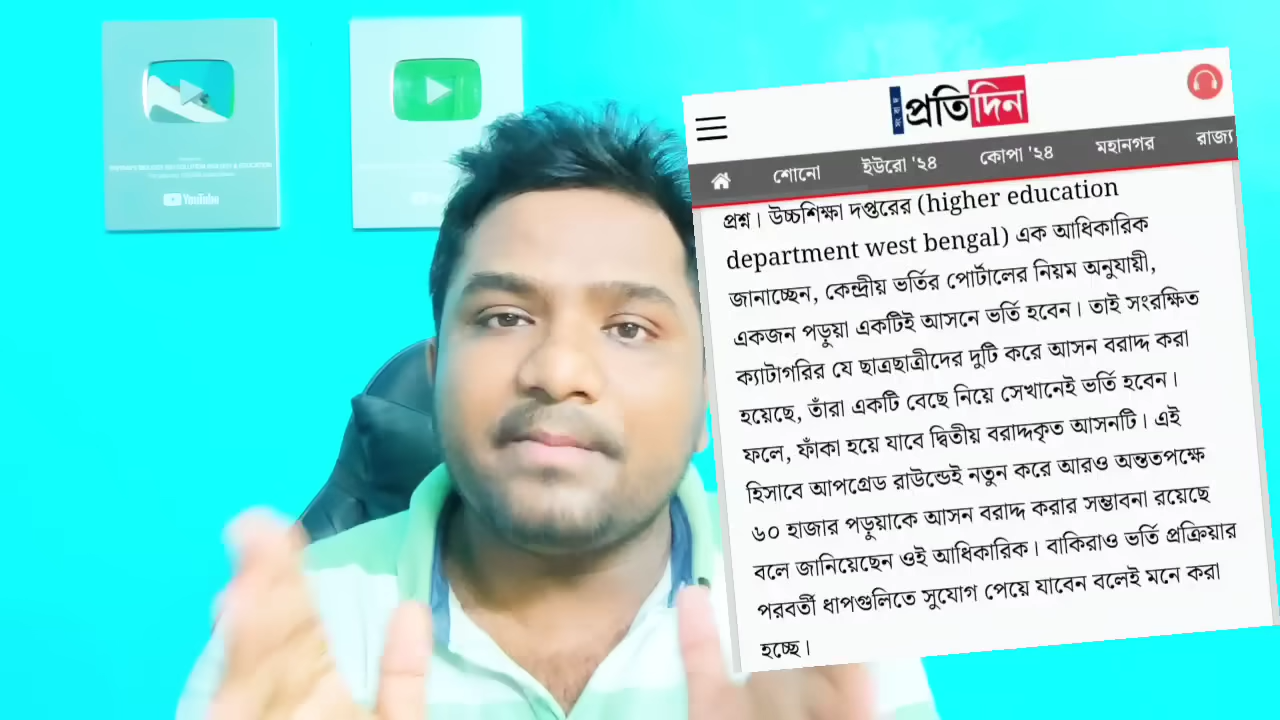 YouTube
সংবাদ প্রতিদিন
শোনো ইউরো '২৪ কোপা '২৪ মহানগর রাজ্য
প্রশ্ন। উচ্চশিক্ষা দপ্তরের (higher education
department west bengal) এক আধিকারিক
জানাচ্ছেন, কেন্দ্রীয় ভর্তির পোর্টালের নিয়ম অনুযায়ী,
একজন পড়ুয়া একটিই আসনে ভর্তি হবেন। তাই সংরক্ষিত
ক্যাটাগরির যে ছাত্রছাত্রীদের দুটি করে আসন বরাদ্দ করা
হয়েছে, তাঁরা একটি বেছে নিয়ে সেখানেই ভর্তি হবেন।
ফলে, ফাঁকা হয়ে যাবে দ্বিতীয় বরাদ্দকৃত আসনটি। এই
হিসাবে আপগ্রেড রাউন্ডেই নতুন করে আরও অন্ততপক্ষে
৬০ হাজার পড়ুয়াকে আসন বরাদ্দ করার সম্ভাবনা রয়েছে
বলে জানিয়েছেন ওই আধিকারিক। বাকিরাও ভর্তি প্রক্রিয়ার
পরবর্তী ধাপগুলিতে সুযোগ পেয়ে যাবেন বলেই মনে করা
হচ্ছে।